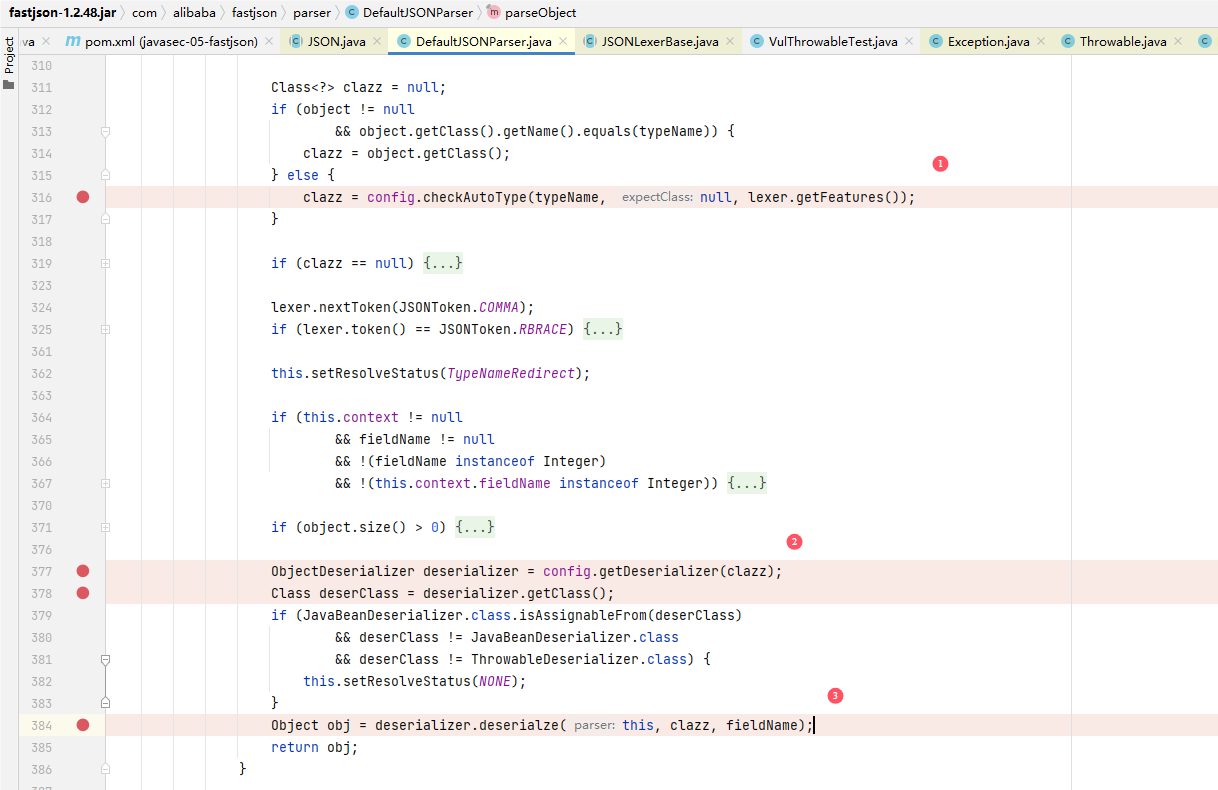 fastjson-1.2.48.jar com alibaba fastjson parser DefaultJSONParser parseObject
va pom.xml (javasec-05-fastjson) JSON.java DefaultJSONParser.java JSONLexerBase.java VulThrowableTest.java Exception.java Throwable.java
Project
310
311 Class<?> clazz = null;
312 if (object != null
313 && object.getClass().getName().equals(typeName)) {
314 clazz = object.getClass();
1
315 } else {
316 clazz = config.checkAutoType(typeName, expectClass: null, lexer.getFeatures());
317 }
318
319 if (clazz == null) {...}
323
324 lexer.nextToken(JSONToken.COMMA);
325 if (lexer.token() == JSONToken.RBRACE) {...}
361
362 this.setResolveStatus(TypeNameRedirect);
363
364 if (this.context != null
365 && fieldName != null
366 && !(fieldName instanceof Integer)
367 && !(this.context.fieldName instanceof Integer)) {...}
370
371 if (object.size() > 0) {...}
2
376
377 ObjectDeserializer deserializer = config.getDeserializer(clazz);
378 Class deserClass = deserializer.getClass();
379 if (JavaBeanDeserializer.class.isAssignableFrom(deserClass)
380 && deserClass != JavaBeanDeserializer.class
381 && deserClass != ThrowableDeserializer.class) {
382 this.setResolveStatus(NONE);
3
383 }
384 Object obj = deserializer.deserialze( parser: this, clazz, fieldName);
385 return obj;
386 }